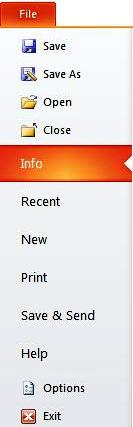 File
Save
Save As
Open
Close
Info
Recent
New
Print
Save & Send
Help
Options
Exit